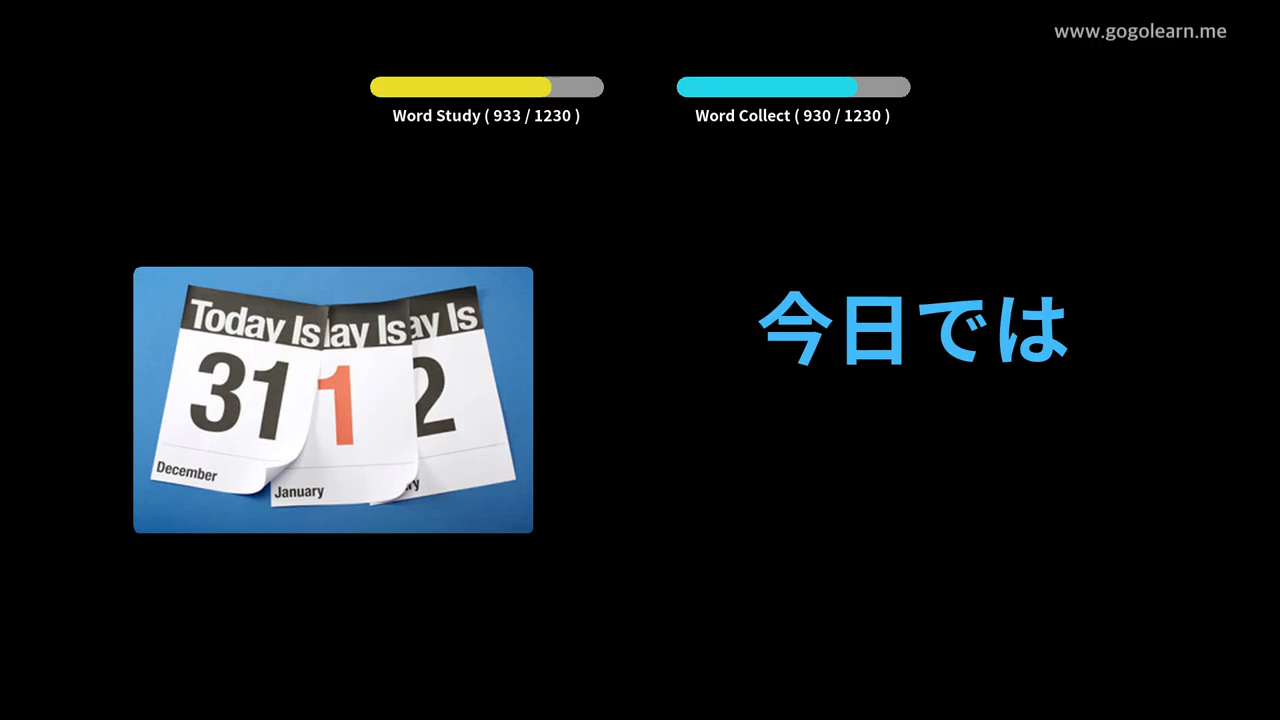 www.gogolearn.me
Word Study ( 933 / 1230 )
Word Collect ( 930 / 1230 )
今日では
Today Is
31
December
ay Is
1
January
ay Is
2
ry